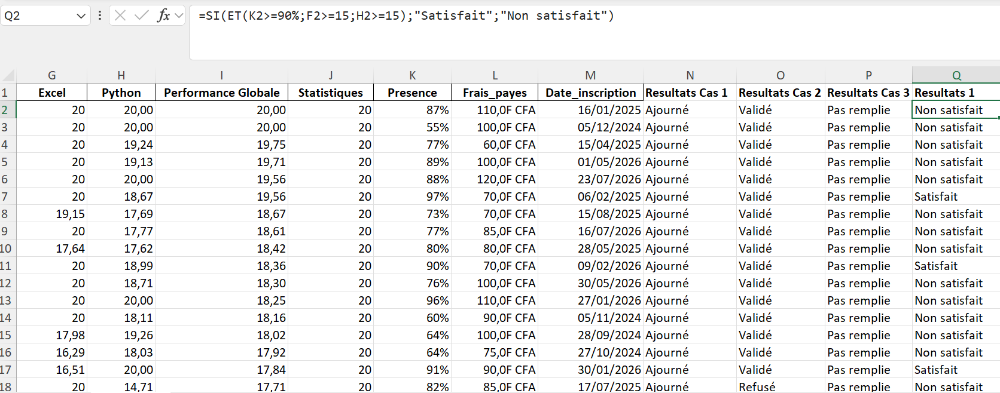 Q2 fx =SI(ET(K2>=90%;F2>=15;H2>=15);"Satisfait";"Non satisfait")
G H I J K L M N O P Q
1 Excel Python Performance Globale Statistiques Presence Frais_payes Date_inscription Resultats Cas 1 Resultats Cas 2 Resultats Cas 3 Resultats 1
2 20 20,00 20,00 20 87% 110,0F CFA 16/01/2025 Ajourné Validé Pas remplie Non satisfait
3 20 20,00 20,00 20 55% 100,0F CFA 05/12/2024 Ajourné Validé Pas remplie Non satisfait
4 20 19,24 19,75 20 77% 60,0F CFA 15/04/2025 Ajourné Validé Pas remplie Non satisfait
5 20 19,13 19,71 20 89% 100,0F CFA 01/05/2026 Ajourné Validé Pas remplie Non satisfait
6 20 20,00 19,56 20 88% 120,0F CFA 23/07/2026 Ajourné Validé Pas remplie Non satisfait
7 20 18,67 19,56 20 97% 70,0F CFA 06/02/2025 Ajourné Validé Pas remplie Satisfait
8 19,15 17,69 18,67 20 73% 70,0F CFA 15/08/2025 Ajourné Validé Pas remplie Non satisfait
9 20 17,77 18,61 20 77% 85,0F CFA 16/07/2026 Ajourné Validé Pas remplie Non satisfait
10 17,64 17,62 18,42 20 80% 80,0F CFA 28/05/2025 Ajourné Validé Pas remplie Non satisfait
11 20 18,99 18,36 20 90% 70,0F CFA 09/02/2026 Ajourné Validé Pas remplie Satisfait
12 20 18,71 18,30 20 76% 100,0F CFA 30/05/2026 Ajourné Validé Pas remplie Non satisfait
13 20 20,00 18,25 20 96% 110,0F CFA 27/01/2026 Ajourné Validé Pas remplie Non satisfait
14 20 18,11 18,16 20 60% 90,0F CFA 05/11/2024 Ajourné Validé Pas remplie Non satisfait
15 17,98 19,26 18,02 20 64% 100,0F CFA 28/09/2024 Ajourné Validé Pas remplie Non satisfait
16 16,29 18,03 17,92 20 64% 75,0F CFA 27/10/2024 Ajourné Validé Pas remplie Non satisfait
17 16,51 20,00 17,84 20 91% 90,0F CFA 30/01/2026 Ajourné Validé Pas remplie Satisfait
18 20 14,71 17,71 20 82% 85,0F CFA 17/07/2025 Ajourné Refusé Pas remplie Non satisfait